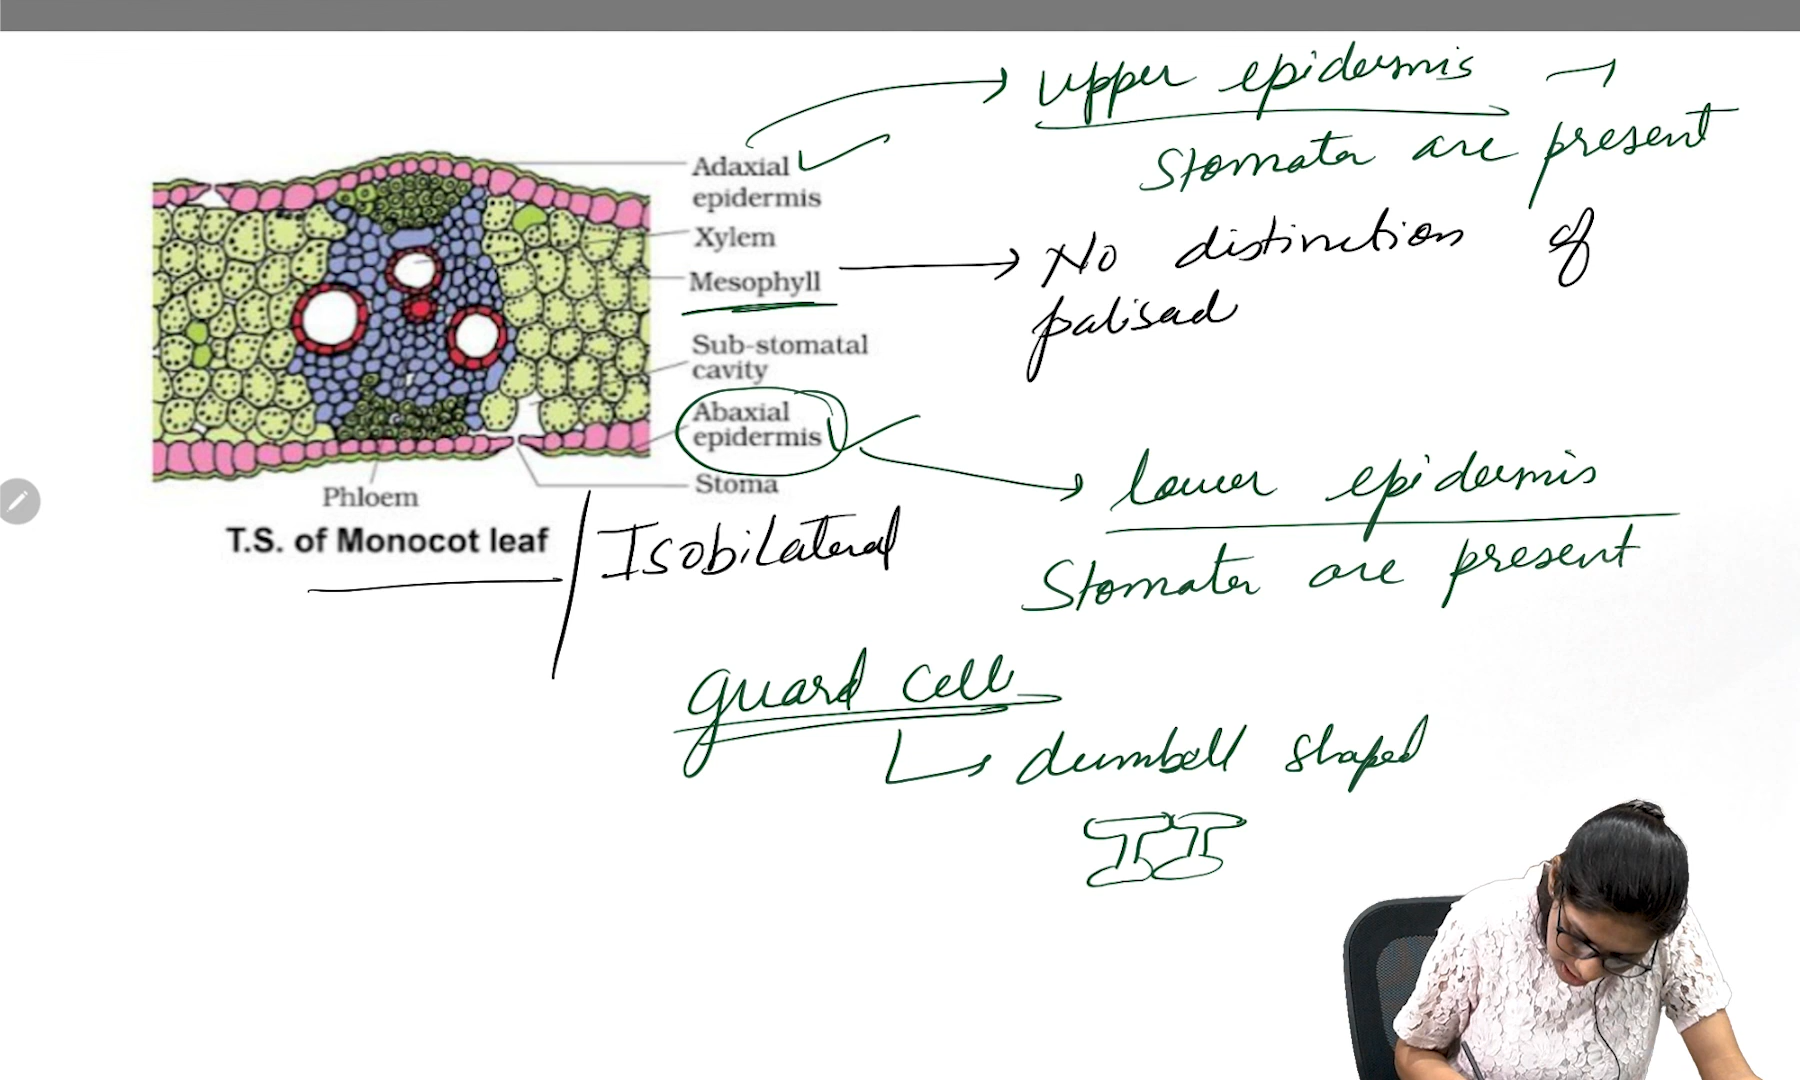 Upper epidermis
Stomata are present
Adaxial
epidermis
Xylem
Mesophyll
No distinction of
palisad
Sub-stomatal
cavity
Abaxial
epidermis
Stoma
Lower epidermis
Stomata are present
Phloem
T.S. of Monocot leaf
Isobilateral
guard cell
dumbell shaped